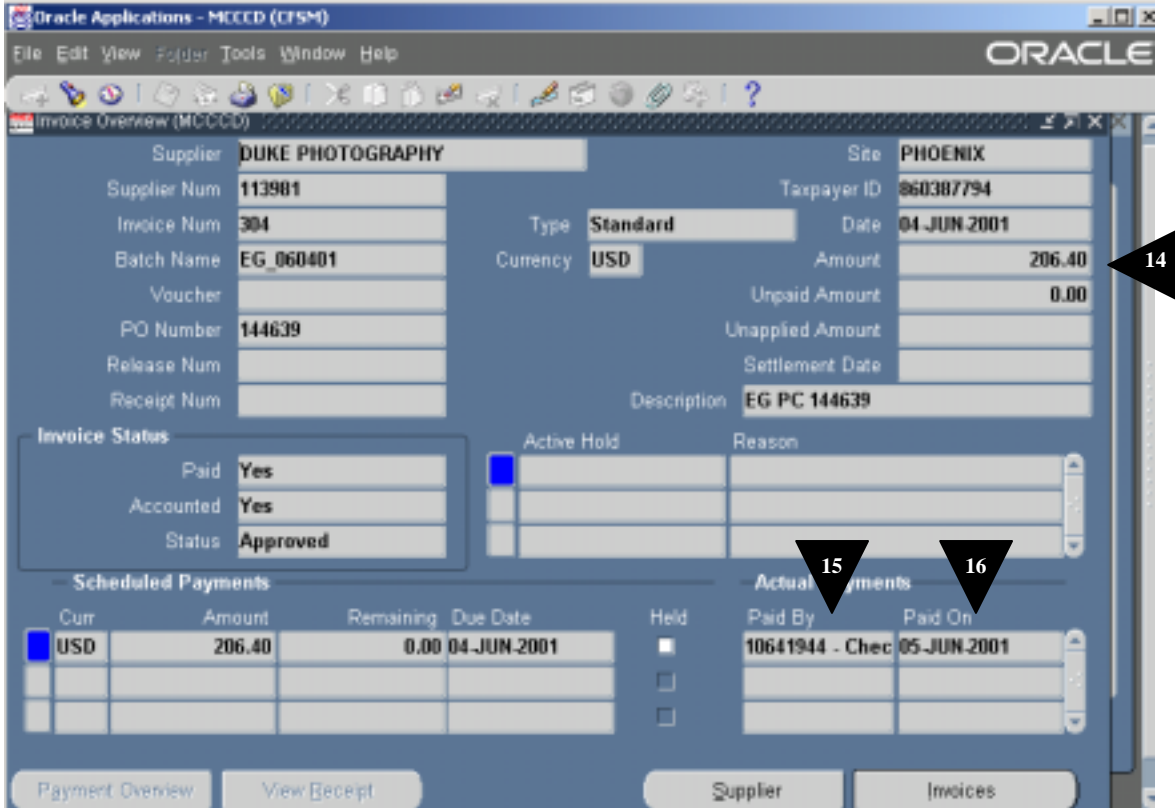 Oracle Applications - MCCCD (CFSM)
File Edit View Folder Tools Window Help
ORACLE
Invoice Overview (MCCCD)
Supplier DUKE PHOTOGRAPHY Site PHOENIX
Supplier Num 113981 Taxpayer ID 860387794
Invoice Num 304 Type Standard Date 04-JUN-2001
Batch Name EG_060401 Currency USD Amount 206.40 14
Voucher Unpaid Amount 0.00
PO Number 144639 Unapplied Amount
Release Num Settlement Date
Receipt Num Description EG PC 144639
Invoice Status Active Hold Reason
Paid Yes
Accounted Yes
Status Approved
15 16
Scheduled Payments Actual Payments
Curr Amount Remaining Due Date Held Paid By Paid On
USD 206.40 0.00 04-JUN-2001 10641944 - Chec 05-JUN-2001
Payment Overview View Receipt Supplier Invoices